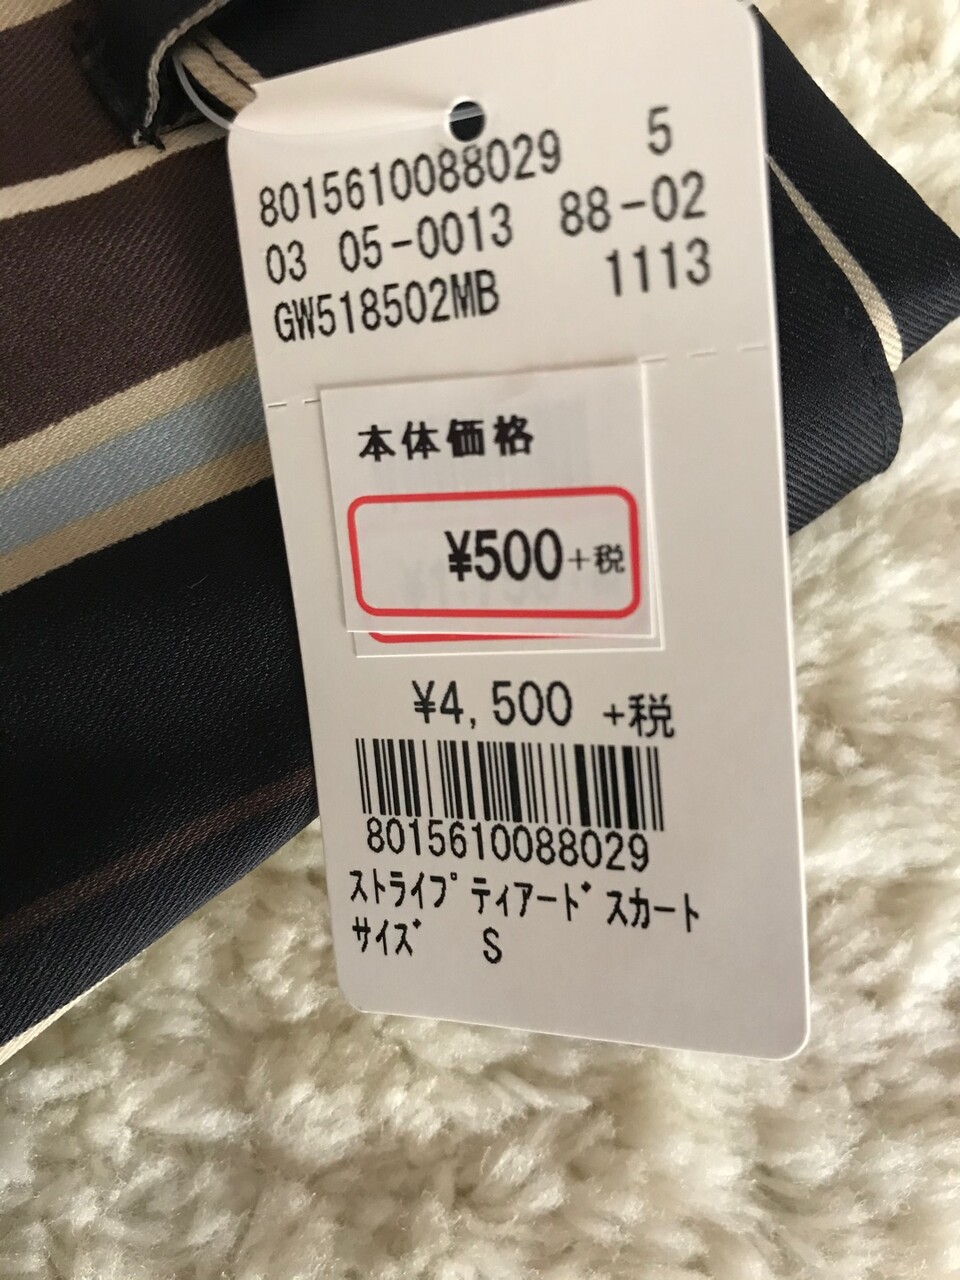 8015610088029 5
03 05-0013 88-02
GW518502MB 1113
本体価格
¥500+税
¥4,500 +税
8015610088029
ストライプ ティアード スカート
サイズ S